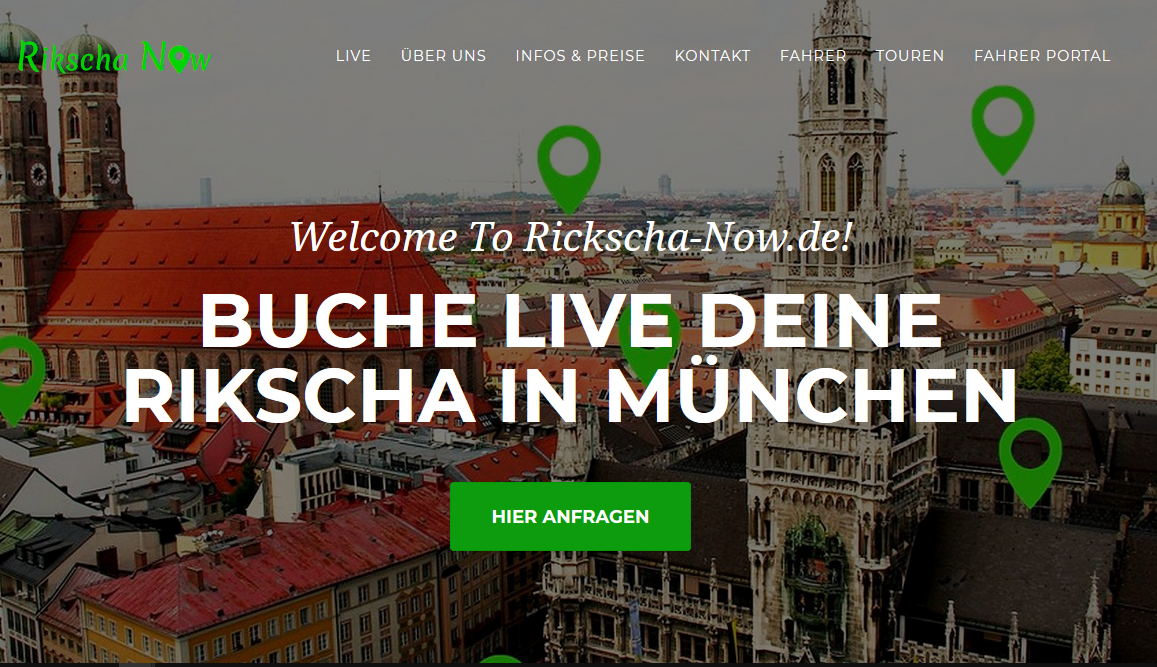 Rikscha Now
LIVE ÜBER UNS INFOS & PREISE KONTAKT FAHRER TOUREN FAHRER PORTAL
Welcome To Rickscha-Now.de!
BUCHE LIVE DEINE
RIKSCHA IN MÜNCHEN
HIER ANFRAGEN